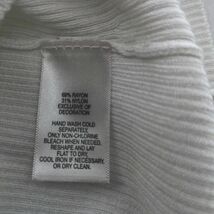 69% RAYON
31% NYLON
EXCLUSIVE OF
DECORATION
HAND WASH COLD
SEPARATELY,
ONLY NON-CHLORINE
BLEACH WHEN NEEDED,
RESHAPE AND LAY
FLAT TO DRY
COOL IRON IF NECESSARY,
OR DRY CLEAN.